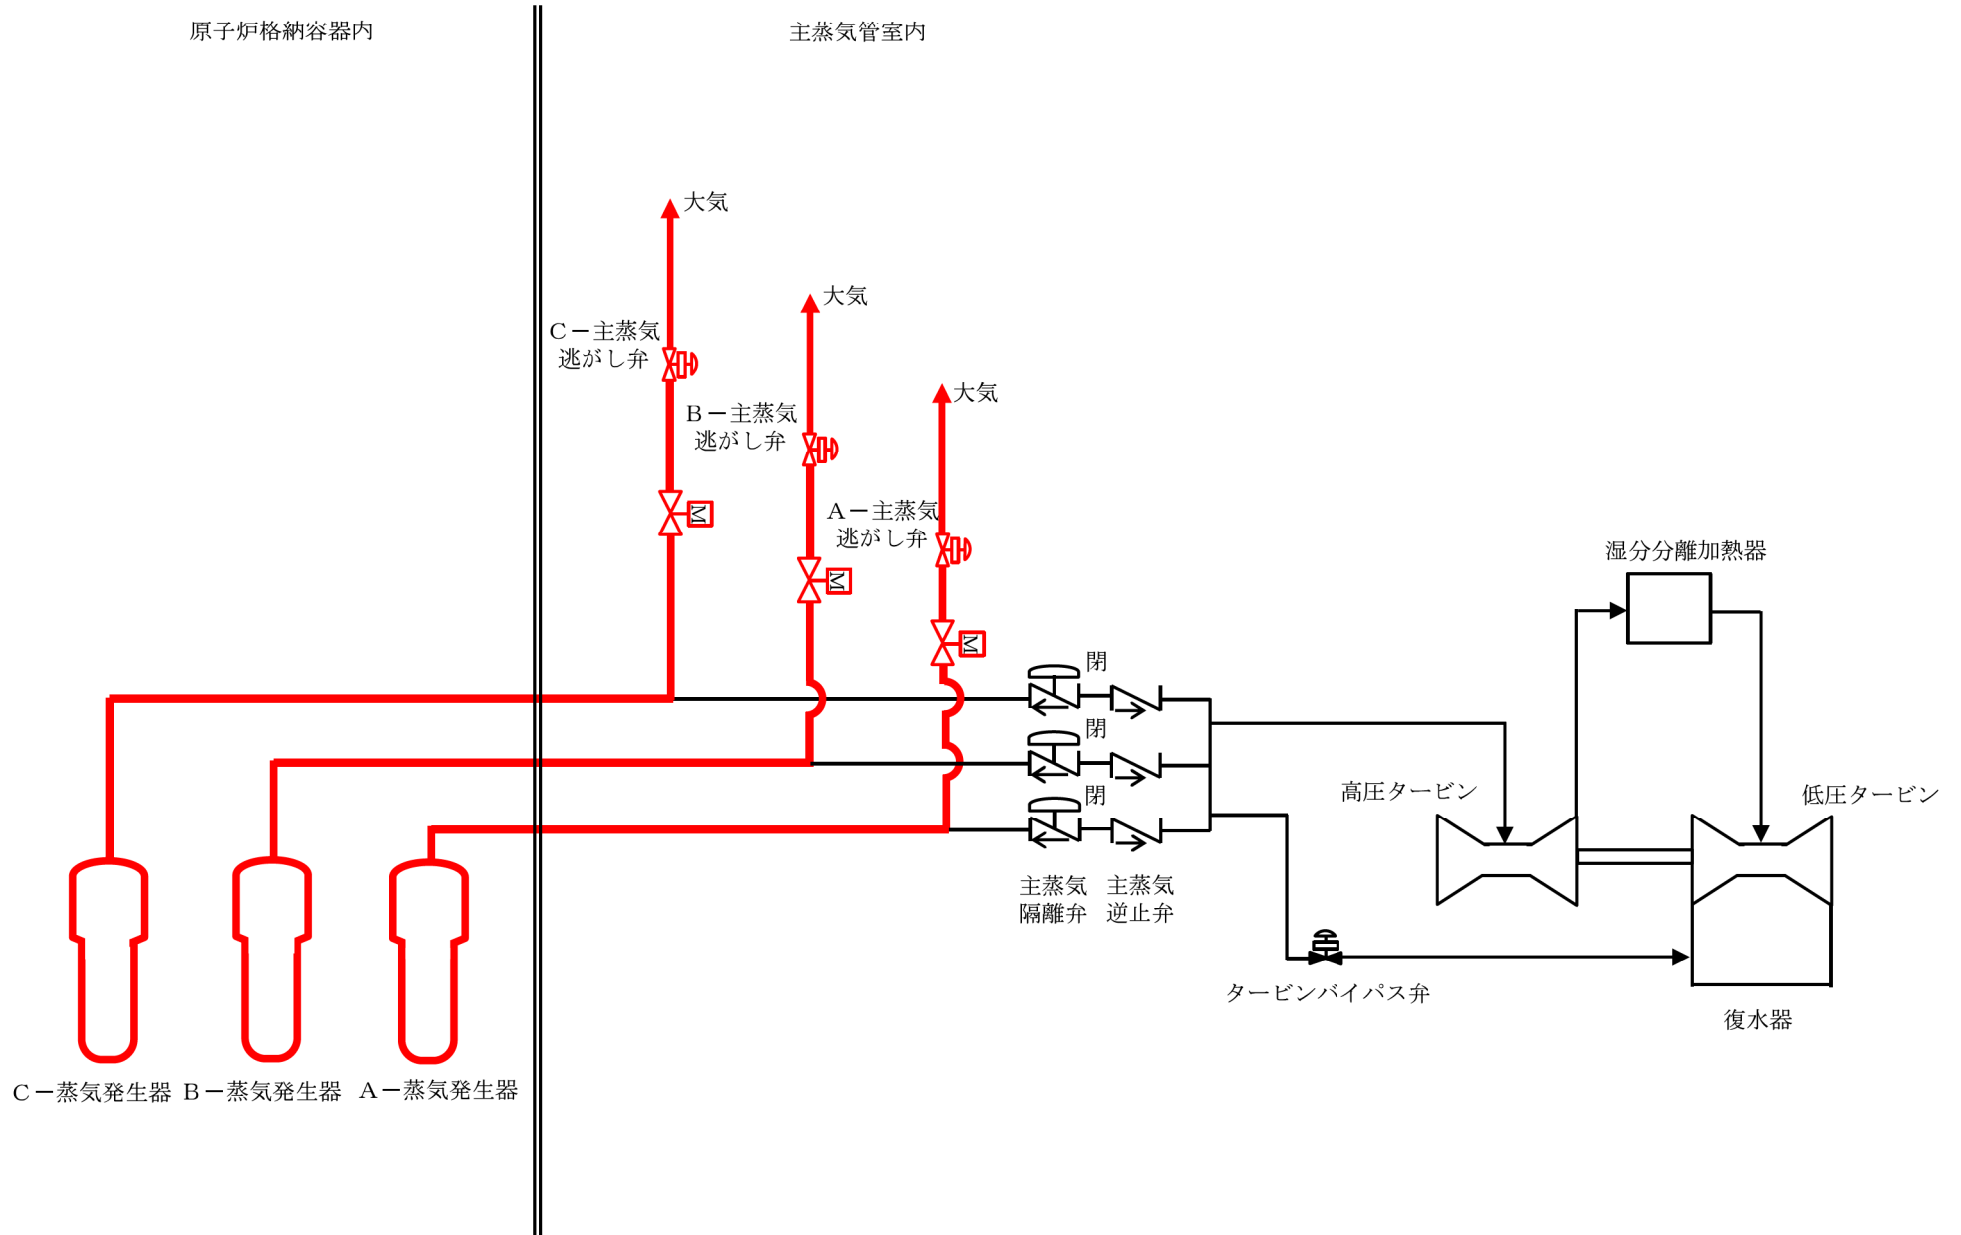 原子炉格納容器内
主蒸気管室内
大気
大気
C－主蒸気
逃がし弁
大気
B－主蒸気
逃がし弁
A－主蒸気
逃がし弁
M
M
M
湿分分離加熱器
閉
閉
閉
高圧タービン
低圧タービン
主蒸気
隔離弁
主蒸気
逆止弁
タービンバイパス弁
復水器
C－蒸気発生器
B－蒸気発生器
A－蒸気発生器